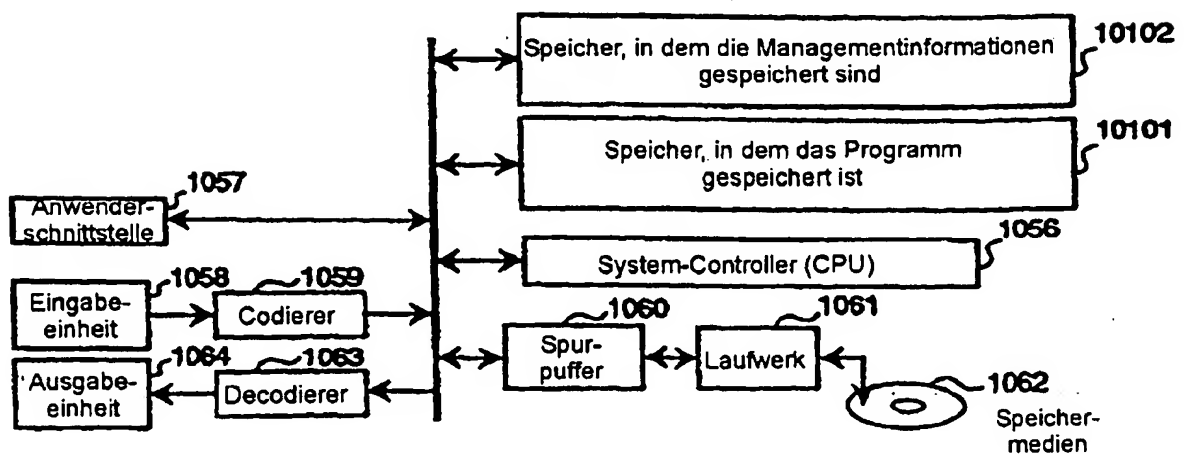 Speicher, in dem die Managementinformationen
gespeichert sind
10102
Speicher, in dem das Programm
gespeichert ist
10101
1057
Anwender-
schnittstelle
System-Controller (CPU)
1056
1058
Eingabe-
einheit
1059
Codierer
1060
Spur-
puffer
1061
Laufwerk
1064
Ausgabe-
einheit
1063
Decodierer
1062
Speicher-
medien